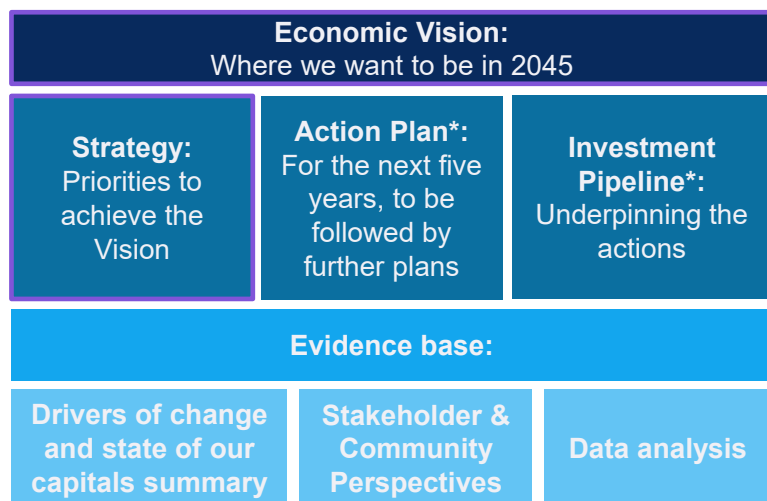 Economic Vision:
Where we want to be in 2045
Strategy:
Priorities to
achieve the
Vision
Action Plan*:
For the next five
years, to be
followed by
further plans
Investment
Pipeline*:
Underpinning the
actions
Evidence base:
Drivers of change
and state of our
capitals summary
Stakeholder &
Community
Perspectives
Data analysis